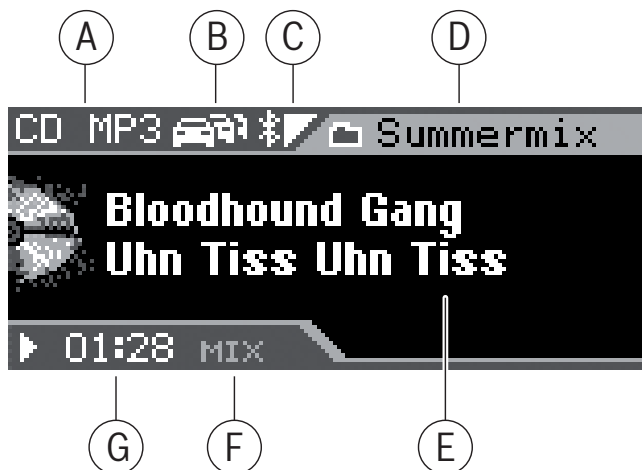 A B C D
CD MP3 Summermix
Bloodhound Gang
Uhn Tiss Uhn Tiss
01:28 MIX
G F E